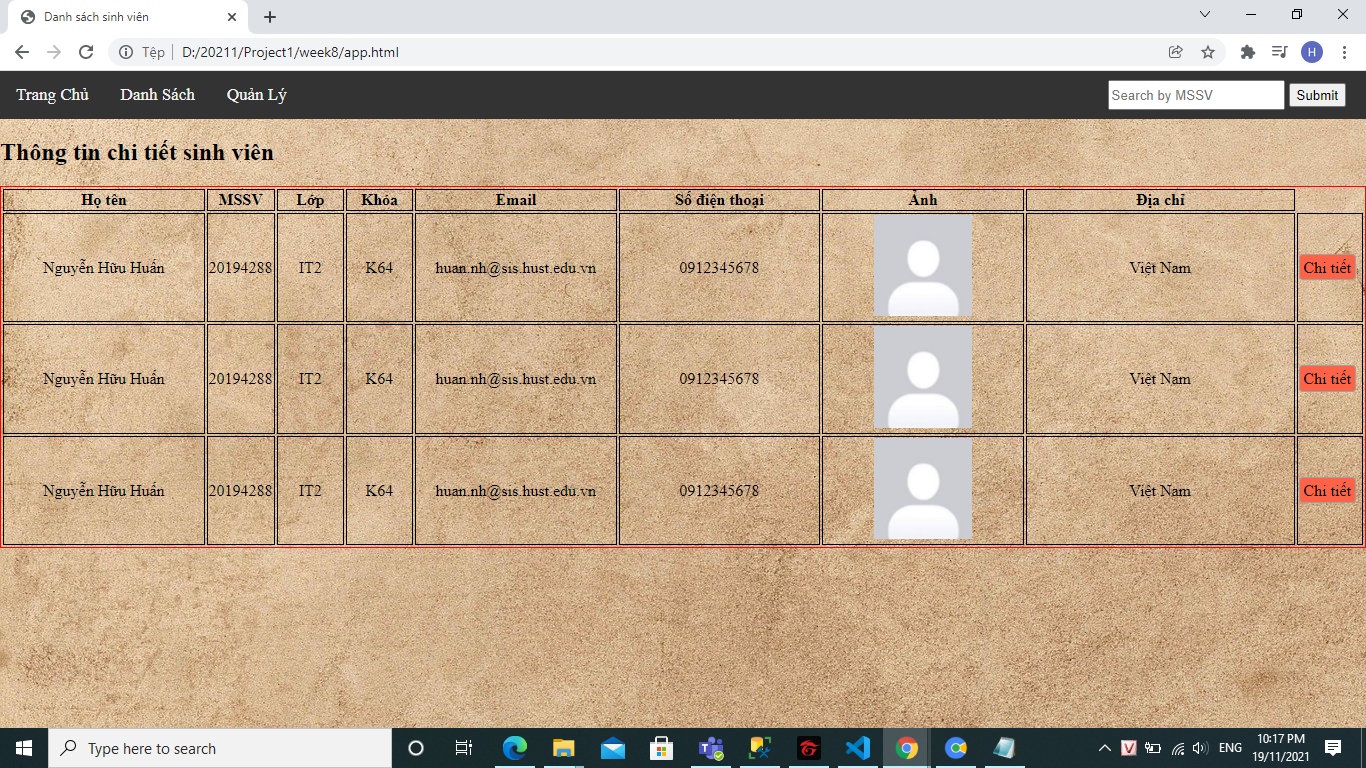 Danh sách sinh viên
Tệp | D:/20211/Project1/week8/app.html
H
Trang Chủ Danh Sách Quản Lý Search by MSSV Submit
Thông tin chi tiết sinh viên
Họ tên MSSV Lớp Khóa Email Số điện thoại Ảnh Địa chỉ
Nguyễn Hữu Huấn 20194288 IT2 K64 huan.nh@sis.hust.edu.vn 0912345678 Việt Nam Chi tiết
Nguyễn Hữu Huấn 20194288 IT2 K64 huan.nh@sis.hust.edu.vn 0912345678 Việt Nam Chi tiết
Nguyễn Hữu Huấn 20194288 IT2 K64 huan.nh@sis.hust.edu.vn 0912345678 Việt Nam Chi tiết
Type here to search V ENG 10:17 PM
19/11/2021